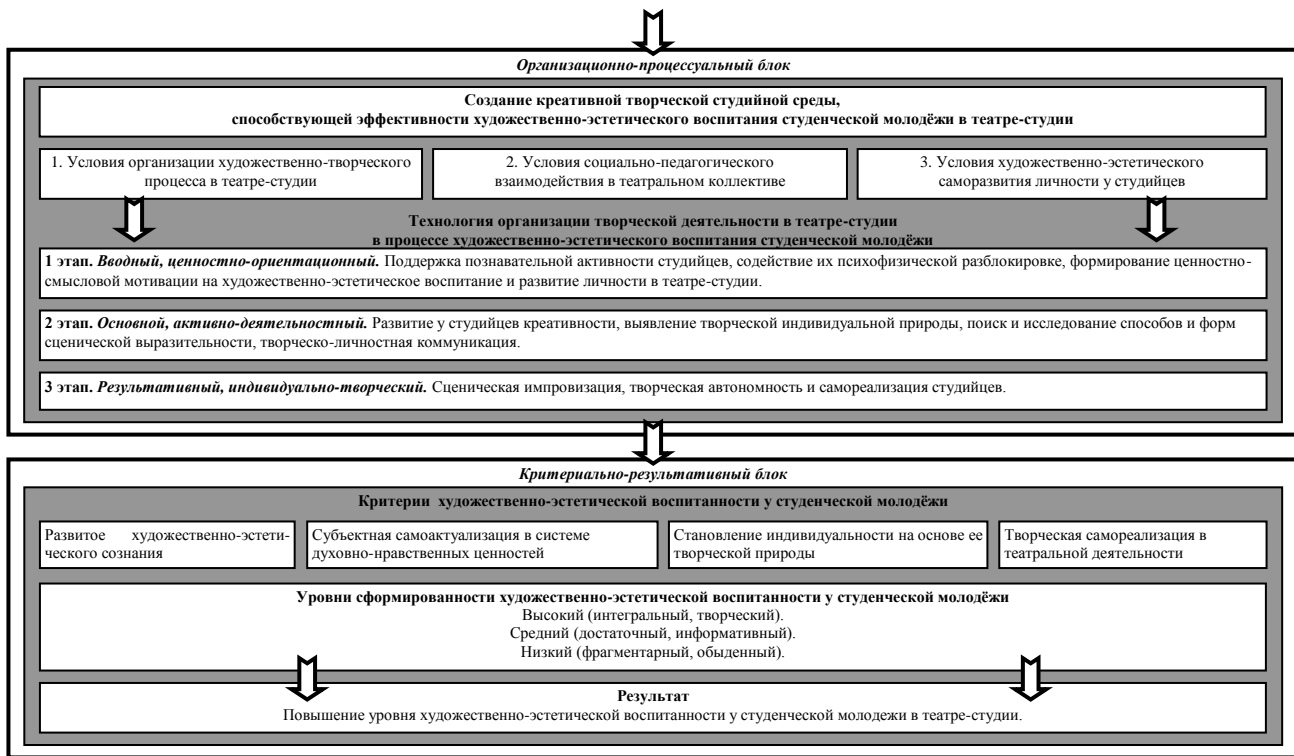 Организационно-процессуальный блок
Создание креативной творческой студийной среды,
способствующей эффективности художественно-эстетического воспитания студенческой молодёжи в театре-студии
1. Условия организации художественно-творческого
процесса в театре-студии
2. Условия социально-педагогического
взаимодействия в театральном коллективе
3. Условия художественно-эстетического
саморазвития личности у студийцев
Технология организации творческой деятельности в театре-студии
в процессе художественно-эстетического воспитания студенческой молодёжи
1 этап. Вводный, ценностно-ориентационный. Поддержка познавательной активности студийцев, содействие их психофизической разблокировке, формирование ценностно-
смысловой мотивации на художественно-эстетическое воспитание и развитие личности в театре-студии.
2 этап. Основной, активно-деятельностный. Развитие у студийцев креативности, выявление творческой индивидуальной природы, поиск и исследование способов и форм
сценической выразительности, творческо-личностная коммуникация.
3 этап. Результативный, индивидуально-творческий. Сценическая импровизация, творческая автономность и самореализация студийцев.
Критериально-результативный блок
Критерии художественно-эстетической воспитанности у студенческой молодёжи
Развитое художественно-эстети-
ческого сознания
Субъектная самоактуализация в системе
духовно-нравственных ценностей
Становление индивидуальности на основе ее
творческой природы
Творческая самореализация в
театральной деятельности
Уровни сформированности художественно-эстетической воспитанности у студенческой молодёжи
Высокий (интегральный, творческий).
Средний (достаточный, информативный).
Низкий (фрагментарный, обыденный).
Результат
Повышение уровня художественно-эстетической воспитанности у студенческой молодежи в театре-студии.